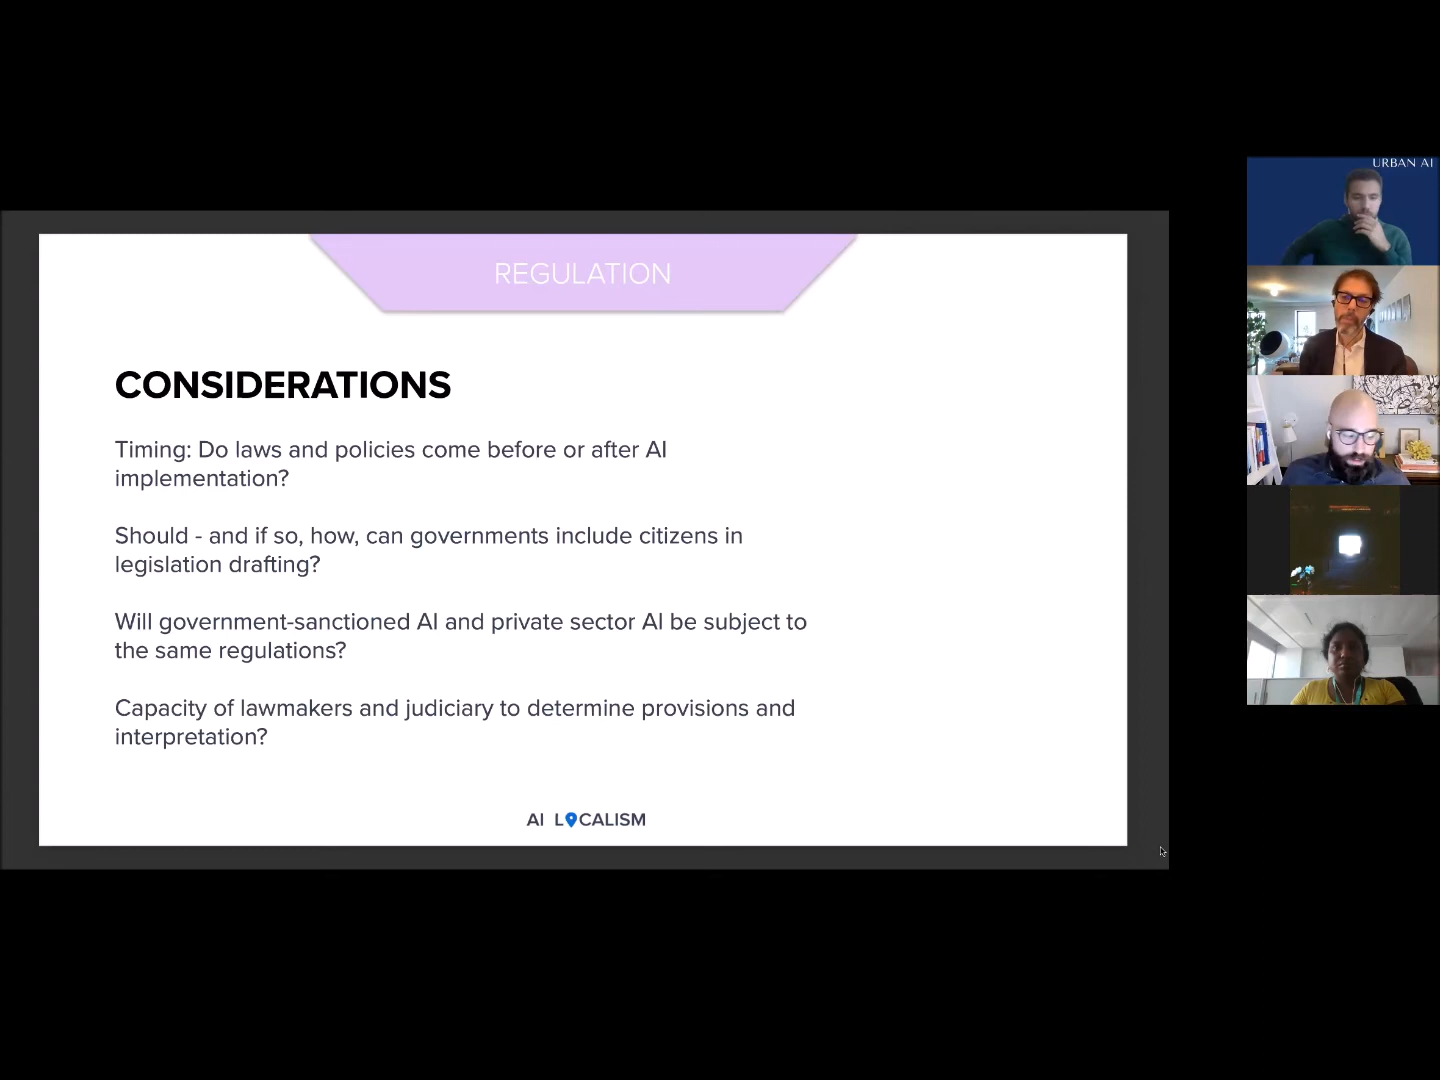 URBAN AI
REGULATION
CONSIDERATIONS
Timing: Do laws and policies come before or after AI
implementation?
Should - and if so, how, can governments include citizens in
legislation drafting?
Will government-sanctioned AI and private sector AI be subject to
the same regulations?
Capacity of lawmakers and judiciary to determine provisions and
interpretation?
AI LOCALISM